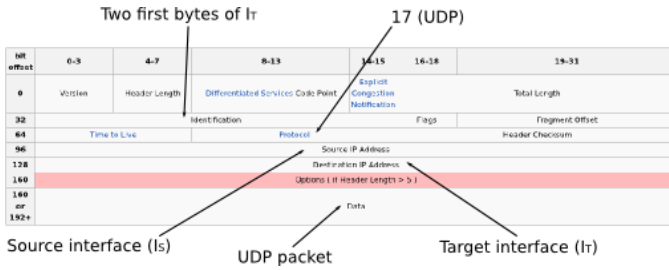 Two first bytes of IT
17 (UDP)
bit offset 0–3 4–7 8–13 14-15 16-18 19–31
0 Version Header Length Differentiated Services Code Point Explicit Congestion Notification Total Length
32 Identification Flags Fragment Offset
64 Time to Live Protocol Header Checksum
96 Source IP Address
128 Destination IP Address
160 Options ( if Header Length > 5 )
160 or 192+ Data
Source interface (IS)
UDP packet
Target interface (IT)